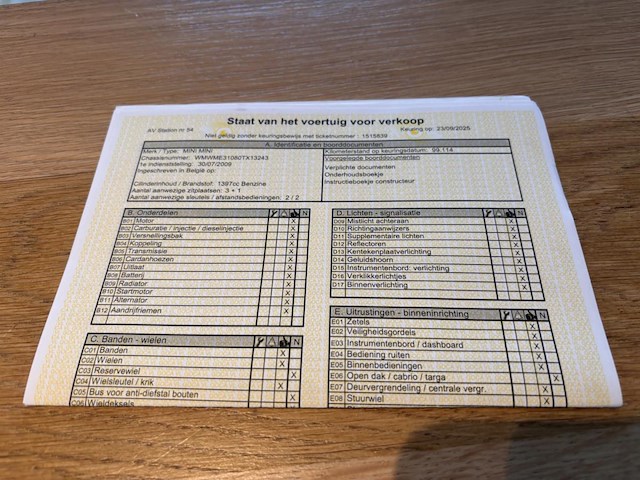 Staat van het voertuig voor verkoop
AV Station nr 54
Keuring op: 23/09/2025
Niet geldig zonder keuringsbewijs met ticketnummer : 1515839
A. Identificatie en boorddocumenten
Merk / Type: MINI MINI
Chassisnummer: WMWME31080TX13243
1e indienststelling: 30/07/2009
Ingeschreven in België op:
Cilinderinhoud / Brandstof: 1397cc Benzine
Aantal aanwezige zitplaatsen: 3 + 1
Aantal aanwezige sleutels / afstandsbedieningen: 2 / 2
Kilometerstand op keuringsdatum: 99.114
Voorgelegde boorddocumenten
Verplichte documenten
Onderhoudsboekje
Instructieboekje constructeur
B. Onderdelen N
B01 Motor X
B02 Carburatie / injectie / dieselinjectie X
B03 Versnellingsbak X
B04 Koppeling X
B05 Transmissie X
B06 Cardanhoezen X
B07 Uitlaat X
B08 Batterij X
B09 Radiator X
B10 Startmotor X
B11 Alternator X
B12 Aandrijfriemen X
C. Banden - wielen N
C01 Banden X
C02 Wielen X
C03 Reservewiel X
C04 Wielsleutel / krik X
C05 Bus voor anti-diefstal bouten X
C06 Wieldeksels
D. Lichten - signalisatie N
D09 Mistlicht achteraan X
D10 Richtingaanwijzers X
D11 Supplementaire lichten X
D12 Reflectoren X
D13 Kentekenplaatverlichting X
D14 Geluidshoorn X
D15 Instrumentenbord: verlichting X
D16 Verklikkerlichtjes X
D17 Binnenverlichting X
E. Uitrustingen - binneninrichting N
E01 Zetels X
E02 Veiligheidsgordels X
E03 Instrumentenbord / dashboard X
E04 Bediening ruiten X
E05 Binnenbedieningen X
E06 Open dak / cabrio / targa X
E07 Deurvergrendeling / centrale vergr. X
E08 Stuurwiel X